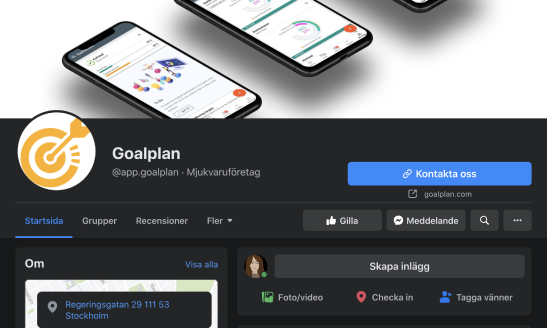 Goalplan
@app.goalplan · Mjukvaruföretag
Kontakta oss
goalplan.com
Startsida Grupper Recensioner Fler
Gilla Meddelande
Om Visa alla
Regeringsgatan 29 111 53
Stockholm
Skapa inlägg
Foto/video Checka in Tagga vänner